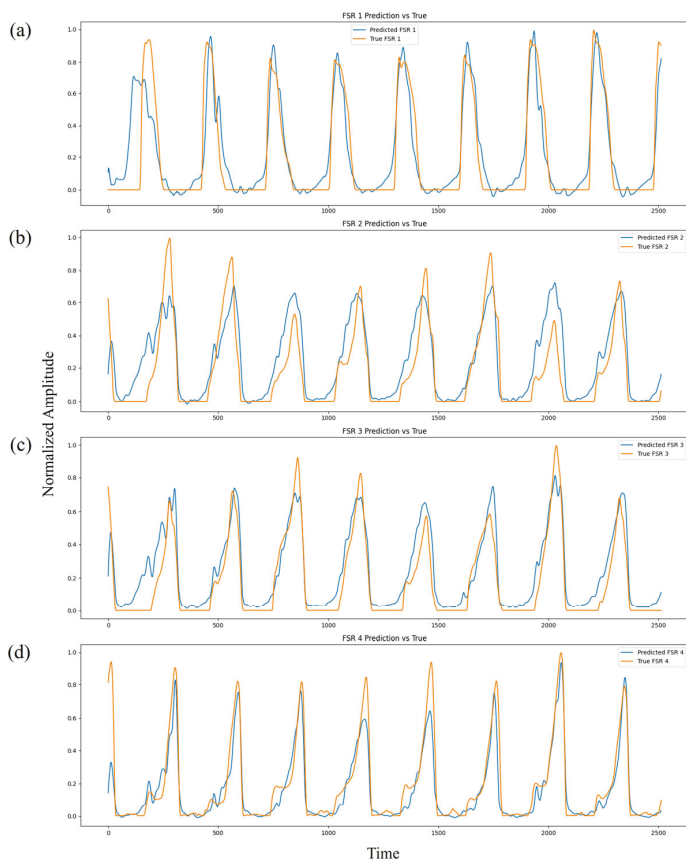 (a)
FSR 1 Prediction vs True
Predicted FSR 1
True FSR 1
1.0
0.8
0.6
0.4
0.2
0.0
0 500 1000 1500 2000 2500
(b)
FSR 2 Prediction vs True
Predicted FSR 2
True FSR 2
1.0
0.8
0.6
0.4
0.2
0.0
0 500 1000 1500 2000 2500
Normalized Amplitude
(c)
FSR 3 Prediction vs True
Predicted FSR 3
True FSR 3
1.0
0.8
0.6
0.4
0.2
0.0
0 500 1000 1500 2000 2500
(d)
FSR 4 Prediction vs True
Predicted FSR 4
True FSR 4
1.0
0.8
0.6
0.4
0.2
0.0
0 500 1000 1500 2000 2500
Time